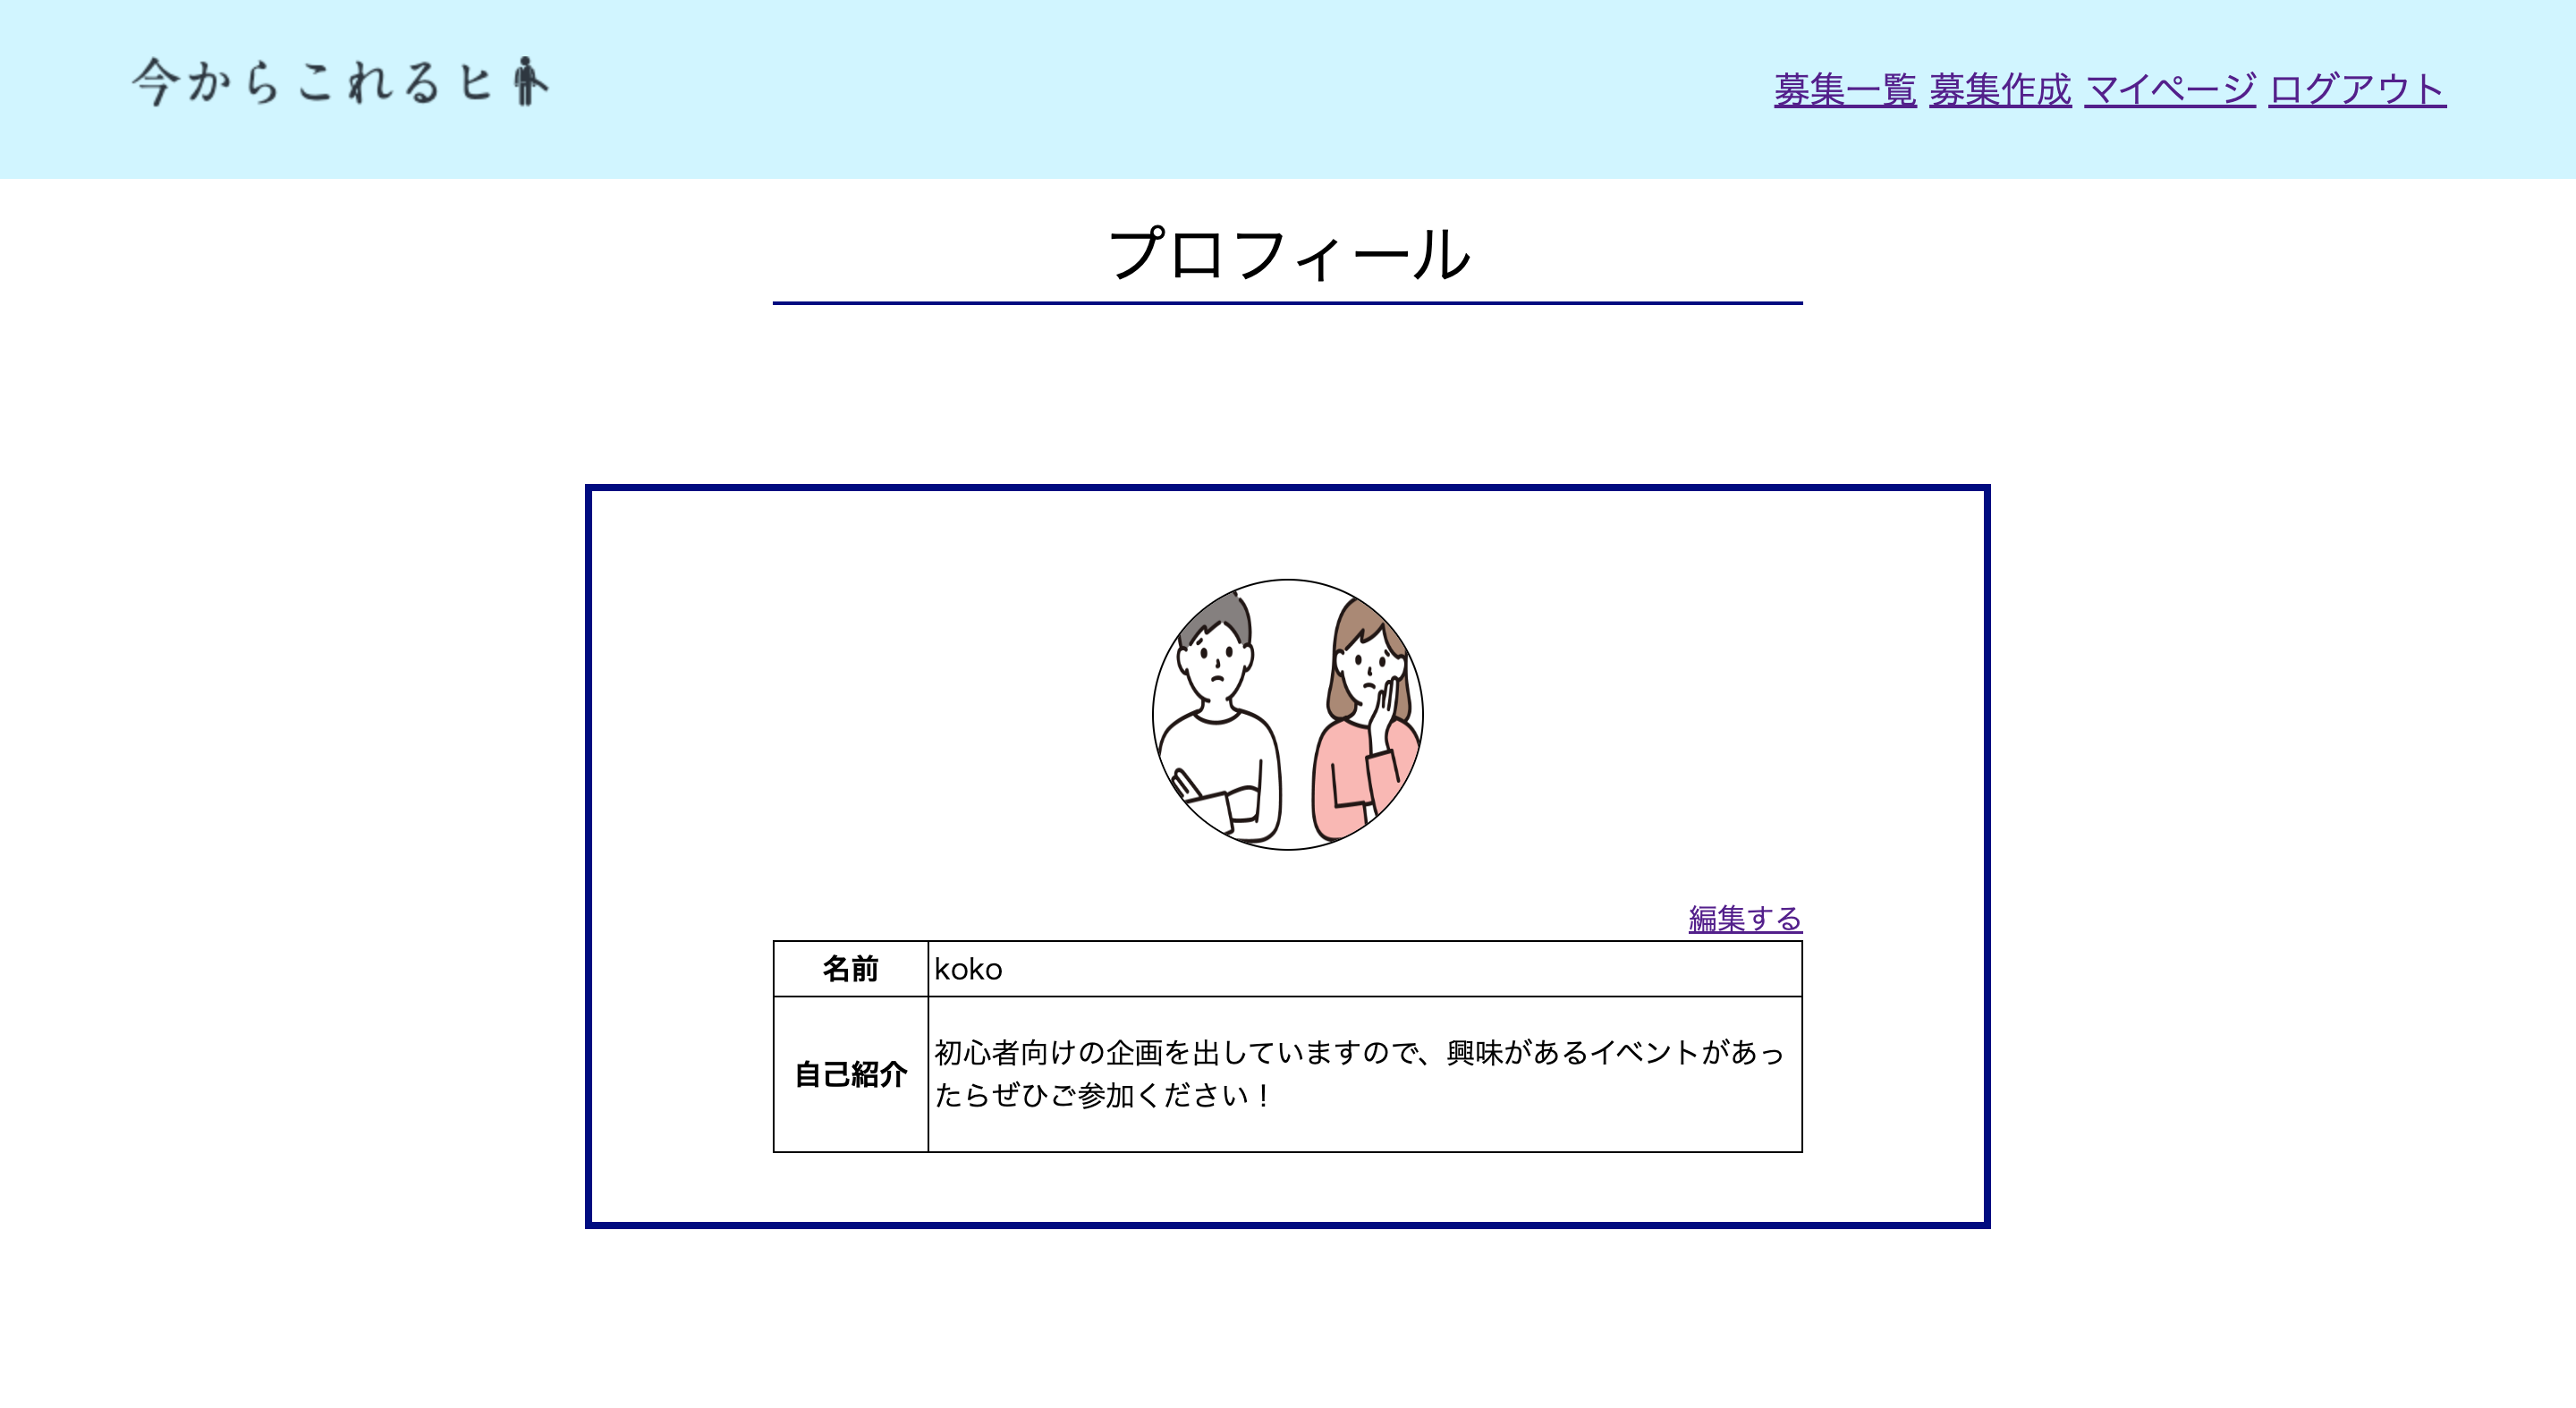 今からこれるヒ
募集一覧 募集作成 マイページ ログアウト
プロフィール
編集する
名前 koko
自己紹介 初心者向けの企画を出していますので、興味があるイベントがあっ
たらぜひご参加ください！